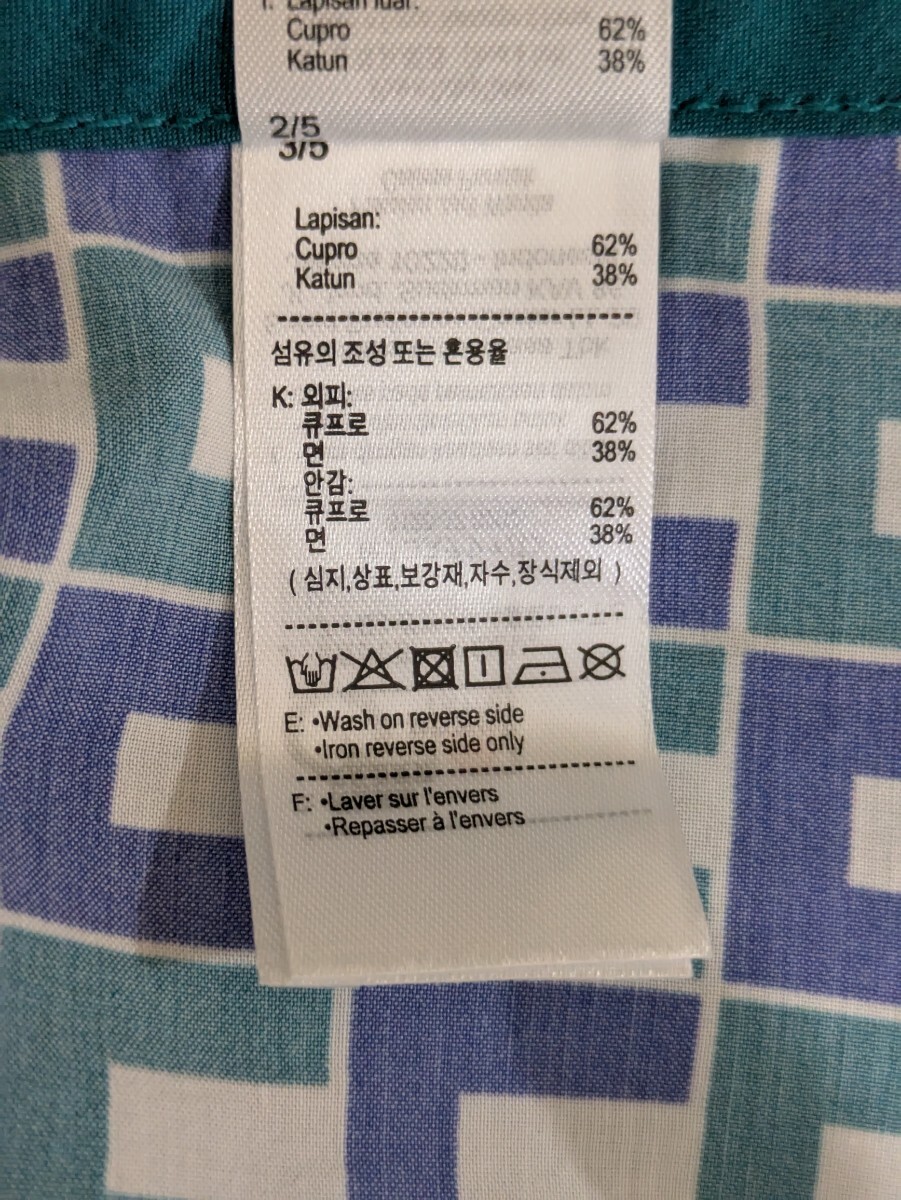 Lapisan luar:
Cupro 62%
Katun 38%
2/5
3/5
Lapisan:
Cupro 62%
Katun 38%
섬유의 조성 또는 혼용율
K: 외피:
큐프로 62%
면 38%
안감:
큐프로 62%
면 38%
( 심지,상표,보강재,자수,장식제외 )
E: •Wash on reverse side
•Iron reverse side only
F: •Laver sur l'envers
•Repasser à l'envers